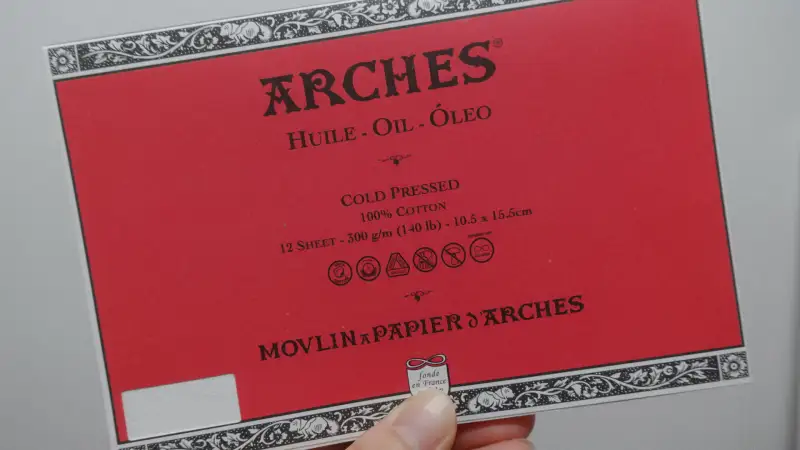 ARCHES®
HUILE - OIL - ÓLEO
COLD PRESSED
100% COTTON
12 SHEET - 300 g/m (140 lb) - 10.5 x 15.5cm
MOVLIN A PAPIER d'ARCHES
fonde
en France